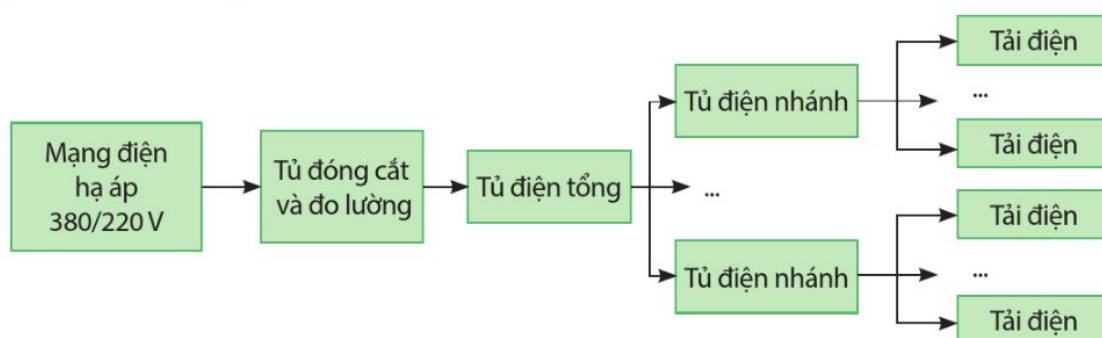 Mạng điện
hạ áp
380/220 V
Tủ đóng cắt
và đo lường
Tủ điện tổng
Tủ điện nhánh
...
Tủ điện nhánh
Tải điện
...
Tải điện
Tải điện
...
Tải điện